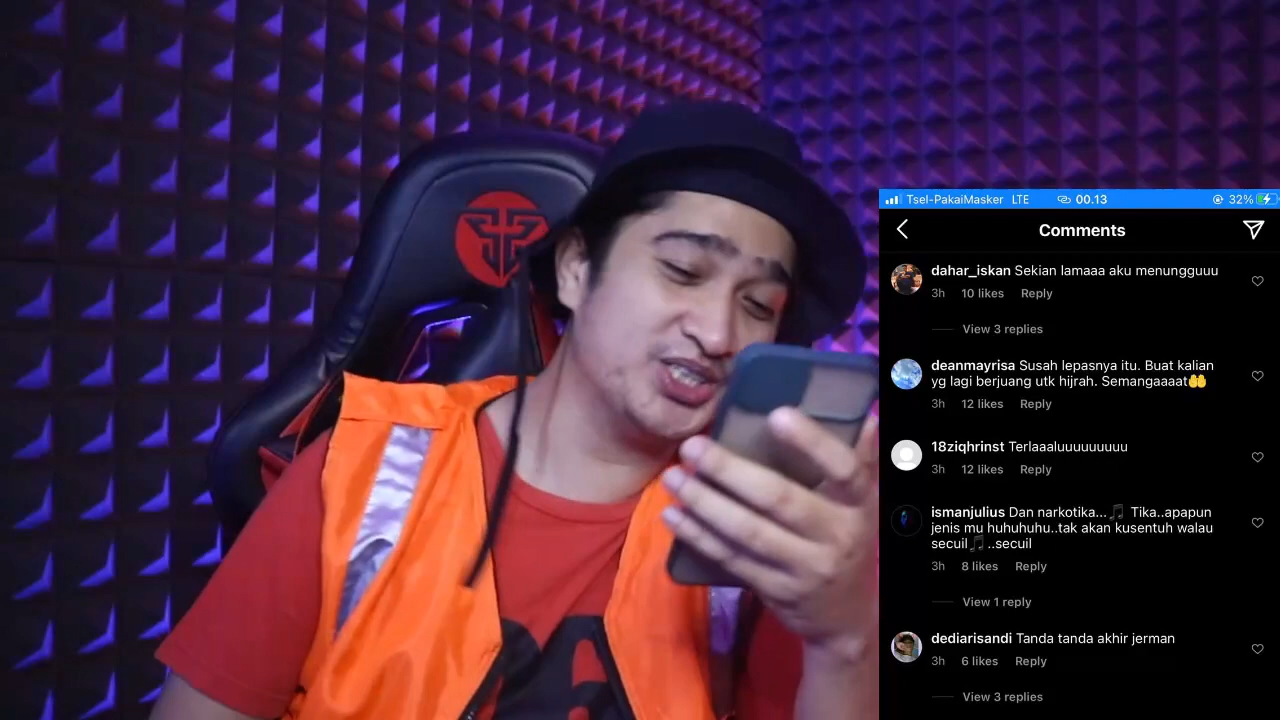 Tsel-PakaiMasker LTE 00.13 32%
Comments
dahar_iskan Sekian lamaaa aku menungguuu
3h 10 likes Reply
View 3 replies
deanmayrisa Susah lepasnya itu. Buat kalian
yg lagi berjuang utk hijrah. Semangaaaat🤲
3h 12 likes Reply
18ziqhrinst Terlaaaluuuuuuuuu
3h 12 likes Reply
ismanjulius Dan narkotika...🎵 Tika..apapun
jenis mu huhuhuhu..tak akan kusentuh walau
secuil🎵..secuil
3h 8 likes Reply
View 1 reply
dediarisandi Tanda tanda akhir jerman
3h 6 likes Reply
View 3 replies